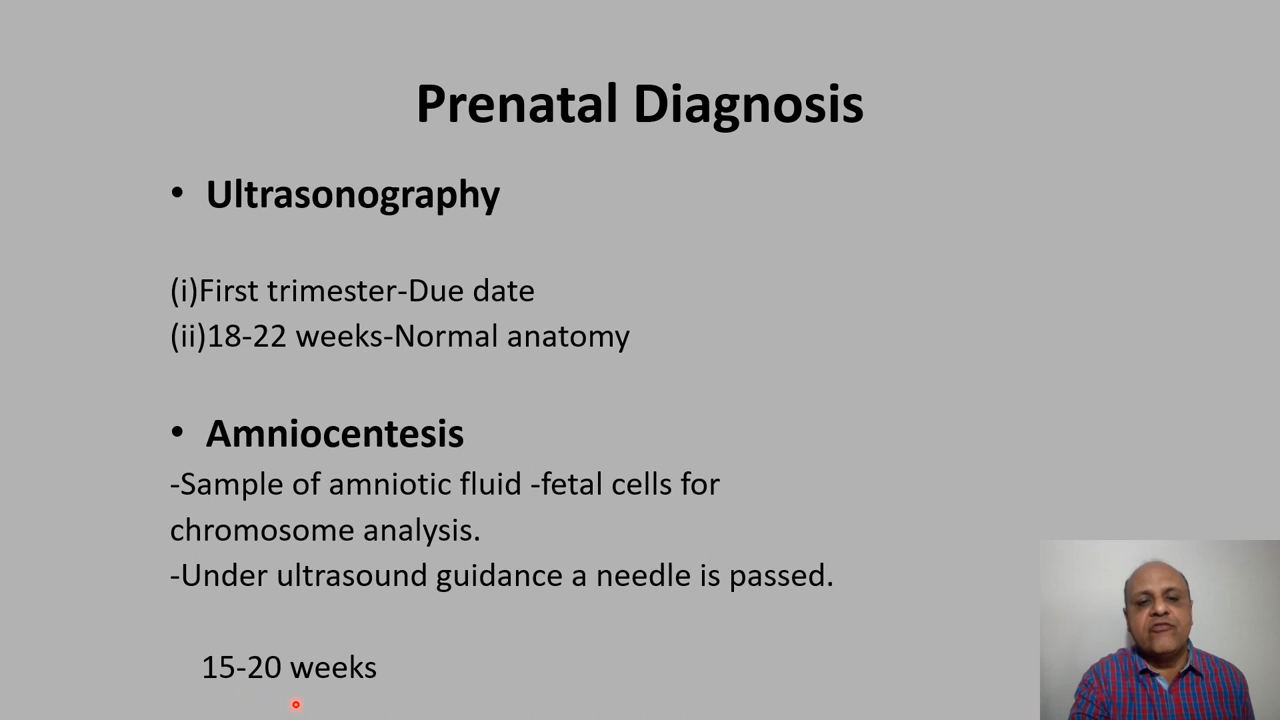 Prenatal Diagnosis
• Ultrasonography
(i)First trimester-Due date
(ii)18-22 weeks-Normal anatomy
• Amniocentesis
-Sample of amniotic fluid -fetal cells for
chromosome analysis.
-Under ultrasound guidance a needle is passed.
15-20 weeks